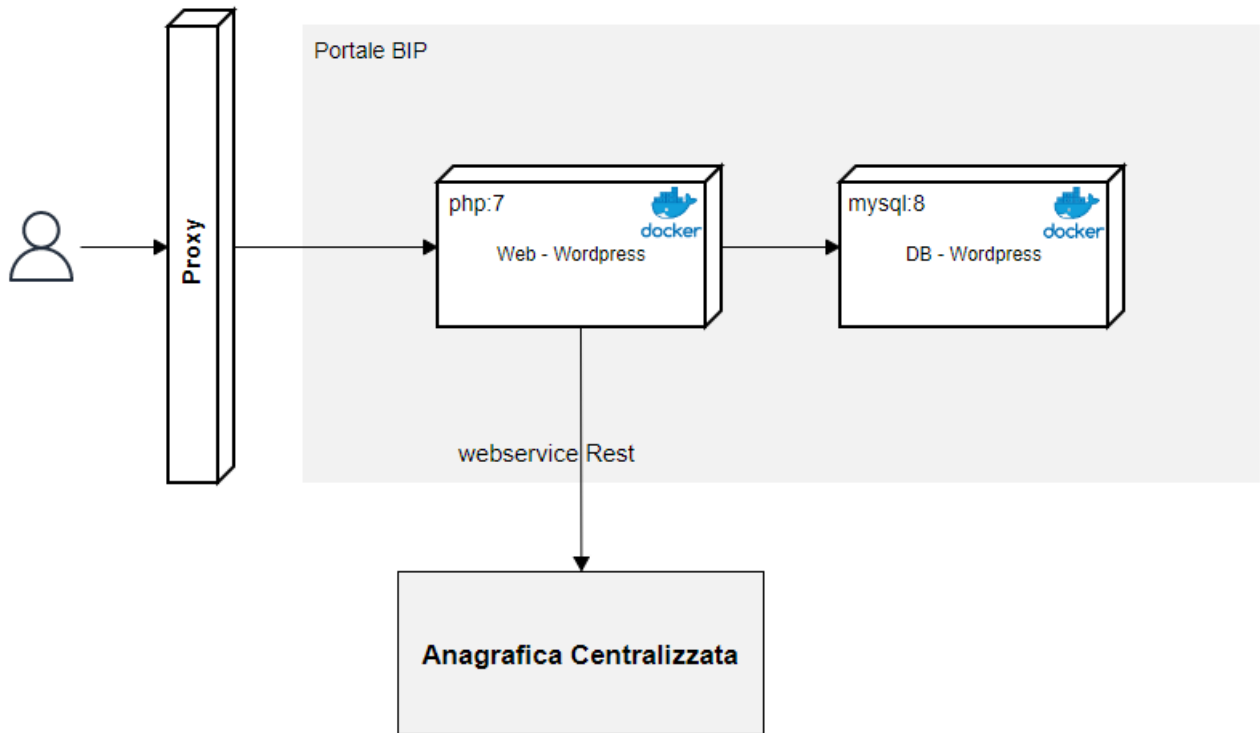 Portale BIP
Proxy
php:7
docker
Web - Wordpress
mysql:8
docker
DB - Wordpress
webservice Rest
Anagrafica Centralizzata